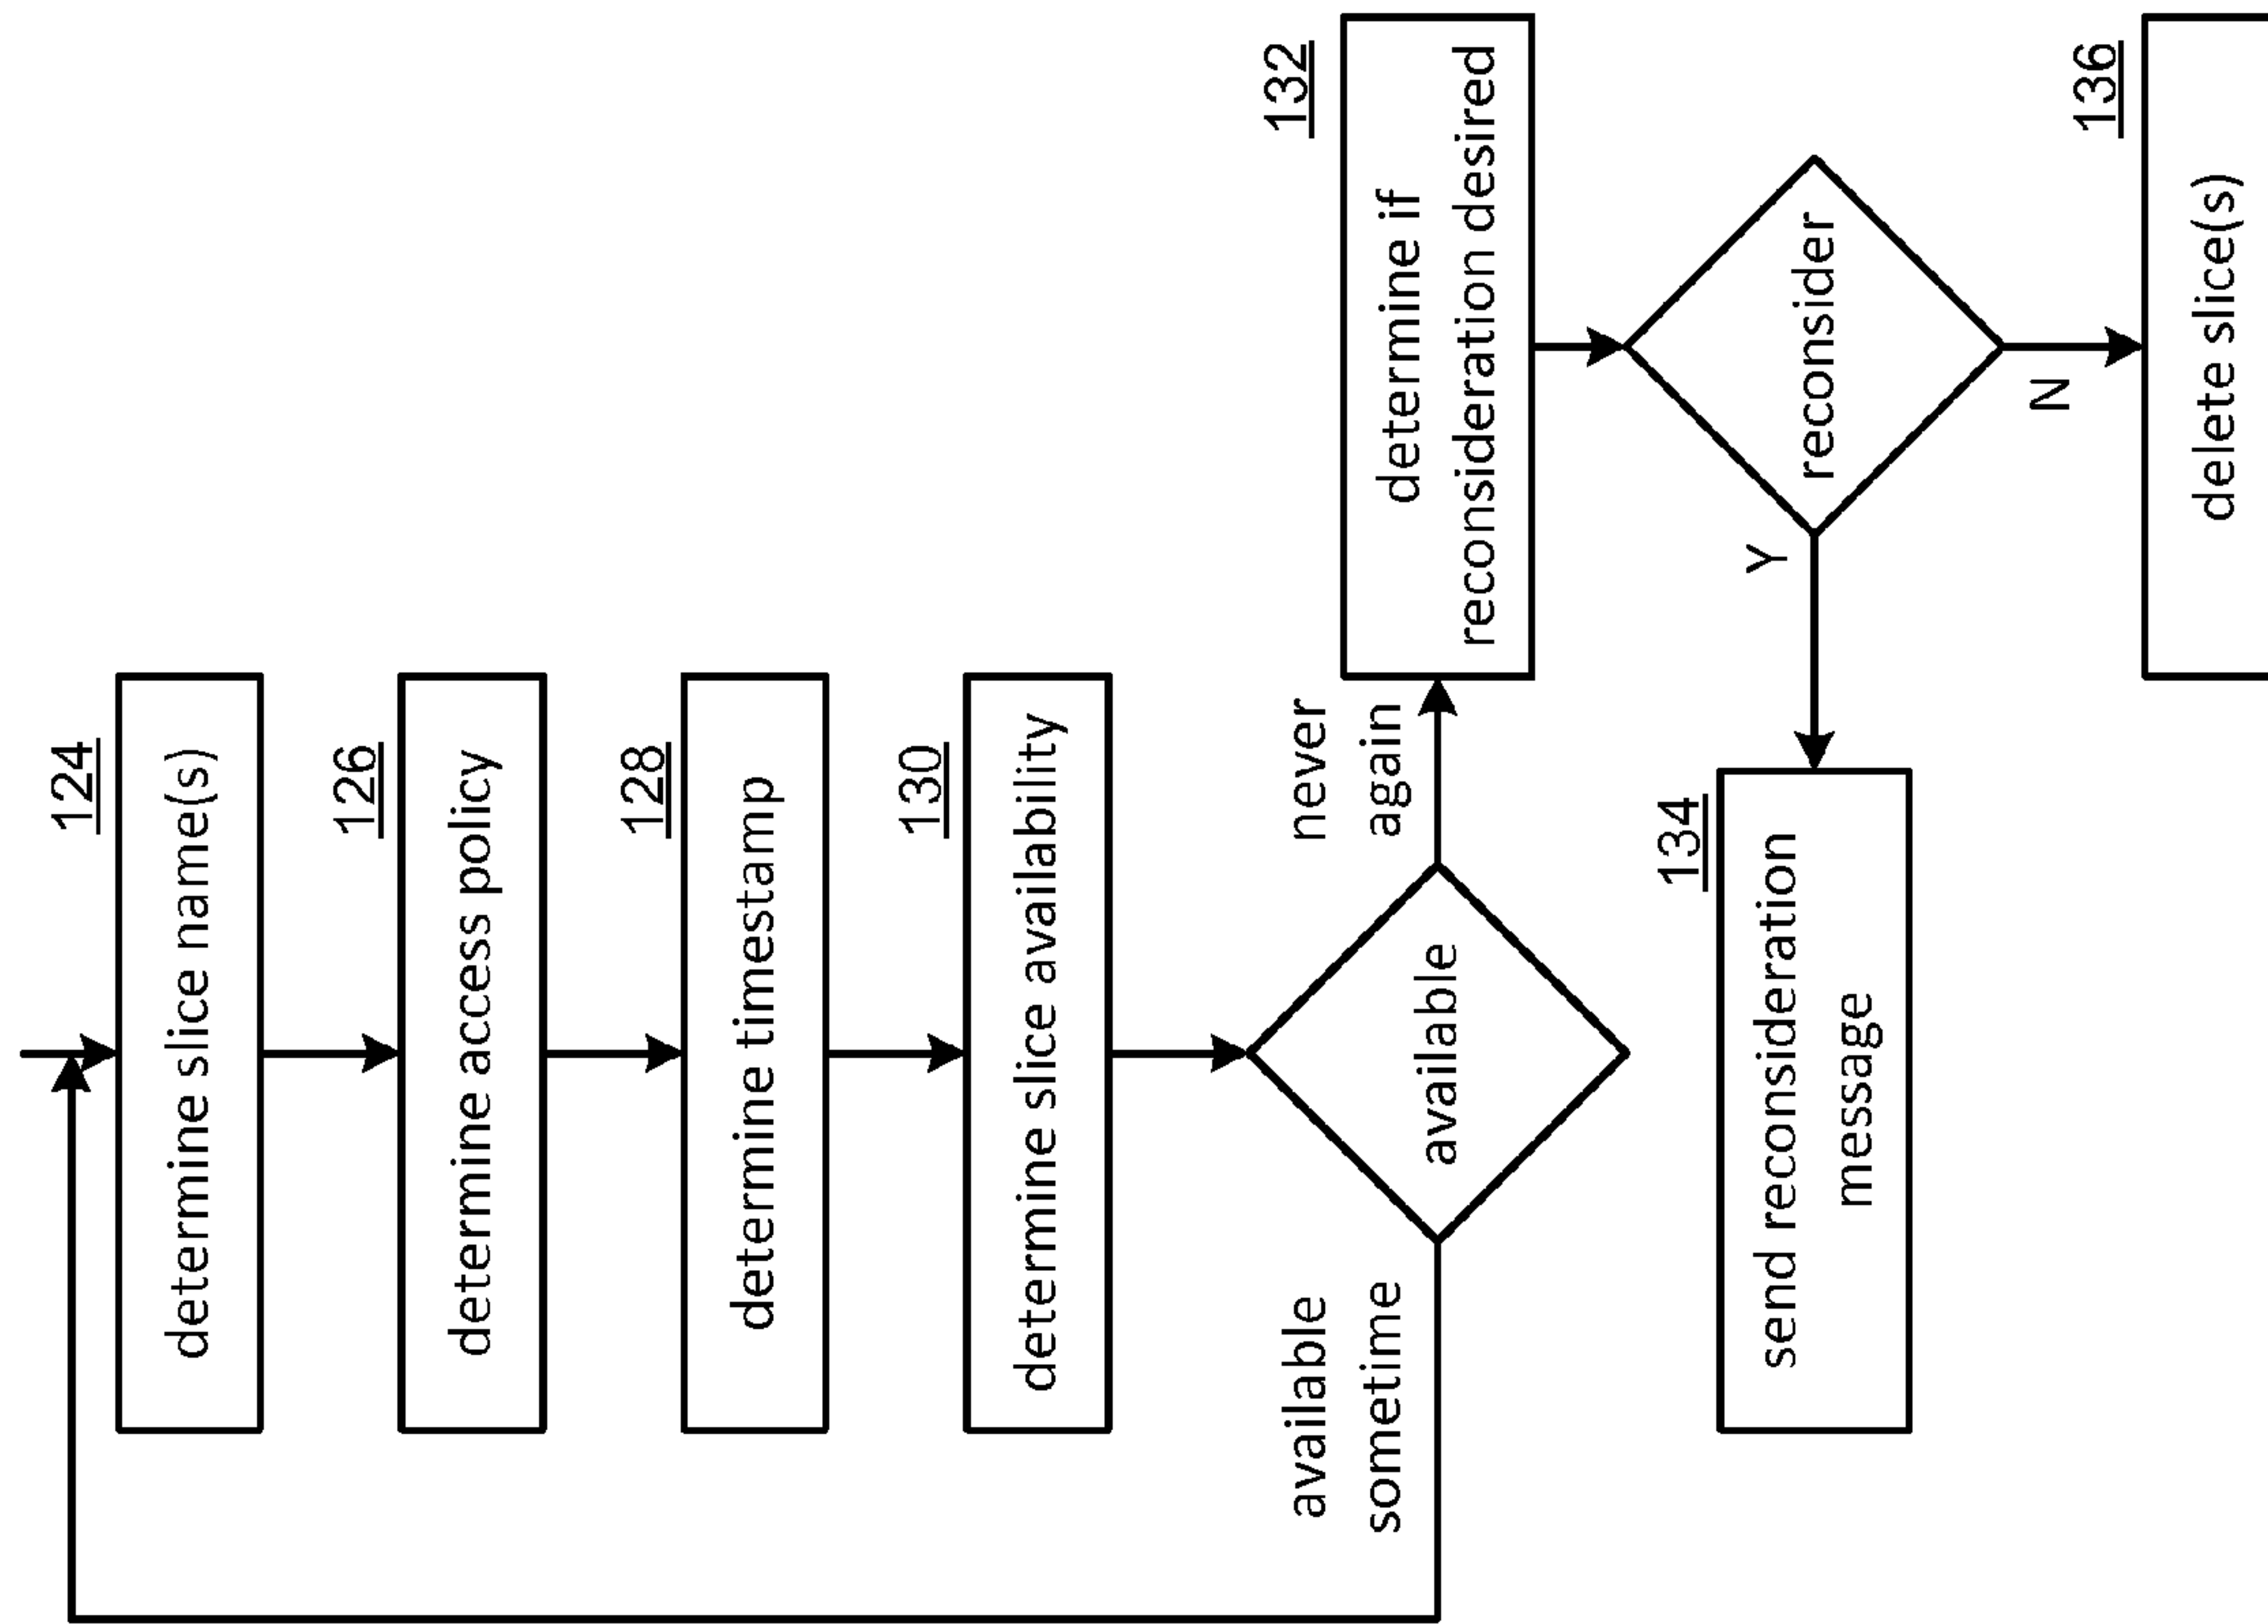 124
determine slice name(s)
126
determine access policy
128
determine timestamp
130
determine slice availability
available
available
sometime
never
again
132
determine if
reconsideration desired
reconsider
Y
N
134
send reconsideration
message
136
delete slice(s)